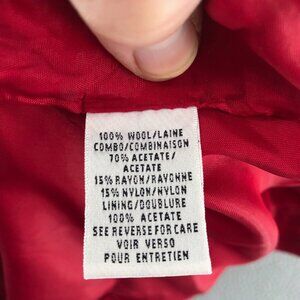 100% WOOL/LAINE
COMBO/COMBINAISON
70% ACETATE/
ACETATE
15% RAYON/RAYONNE
15% NYLON/NYLON
LINING/DOUBLURE
100% ACETATE
SEE REVERSE FOR CARE
VOIR VERSO
POUR ENTRETIEN